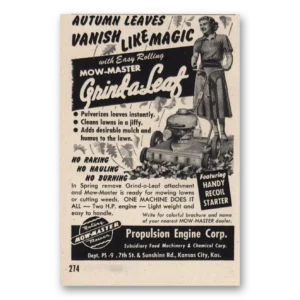 AUTUMN LEAVES
VANISH LIKE MAGIC
with Easy Rolling
MOW-MASTER
Grind-a-Leaf
• Pulverizes leaves instantly.
• Cleans lawns in a jiffy.
• Adds desirable mulch and
humus to the lawn.
NO RAKING
NO HAULING
NO BURNING
Featuring
HANDY
RECOIL
STARTER
In Spring remove Grind-o-Leaf attachment
and Mow-Master is ready for mowing lawns
or cutting weeds. ONE MACHINE DOES IT
ALL — Two H.P. engine — Light weight and
easy to handle.
Write for colorful brochure and name
of your nearest MOW-MASTER dealer.
Rotary
MOW-MASTER
Mower
Propulsion Engine Corp.
Subsidiary Food Machinery & Chemical Corp.
Dept. PS-9, 7th St. & Sunshine Rd., Kansas City, Kas.
274